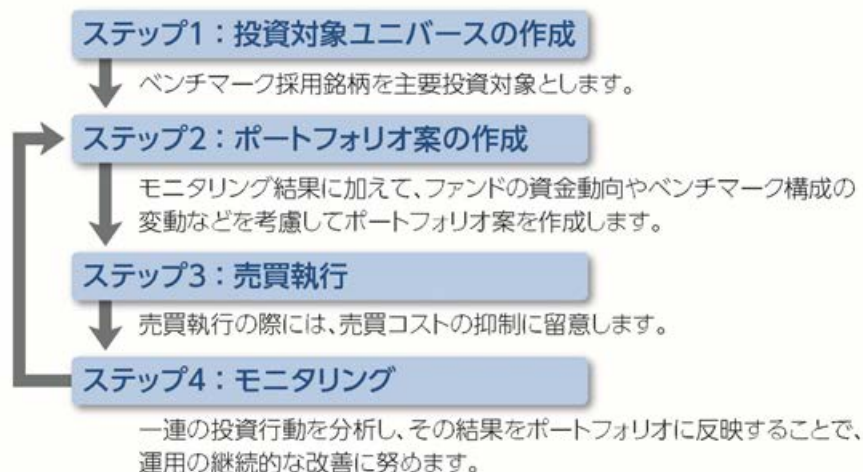 ステップ1：投資対象ユニバースの作成
ベンチマーク採用銘柄を主要投資対象とします。
ステップ2：ポートフォリオ案の作成
モニタリング結果に加えて、ファンドの資金動向やベンチマーク構成の
変動などを考慮してポートフォリオ案を作成します。
ステップ3：売買執行
売買執行の際には、売買コストの抑制に留意します。
ステップ4：モニタリング
一連の投資行動を分析し、その結果をポートフォリオに反映することで、
運用の継続的な改善に努めます。